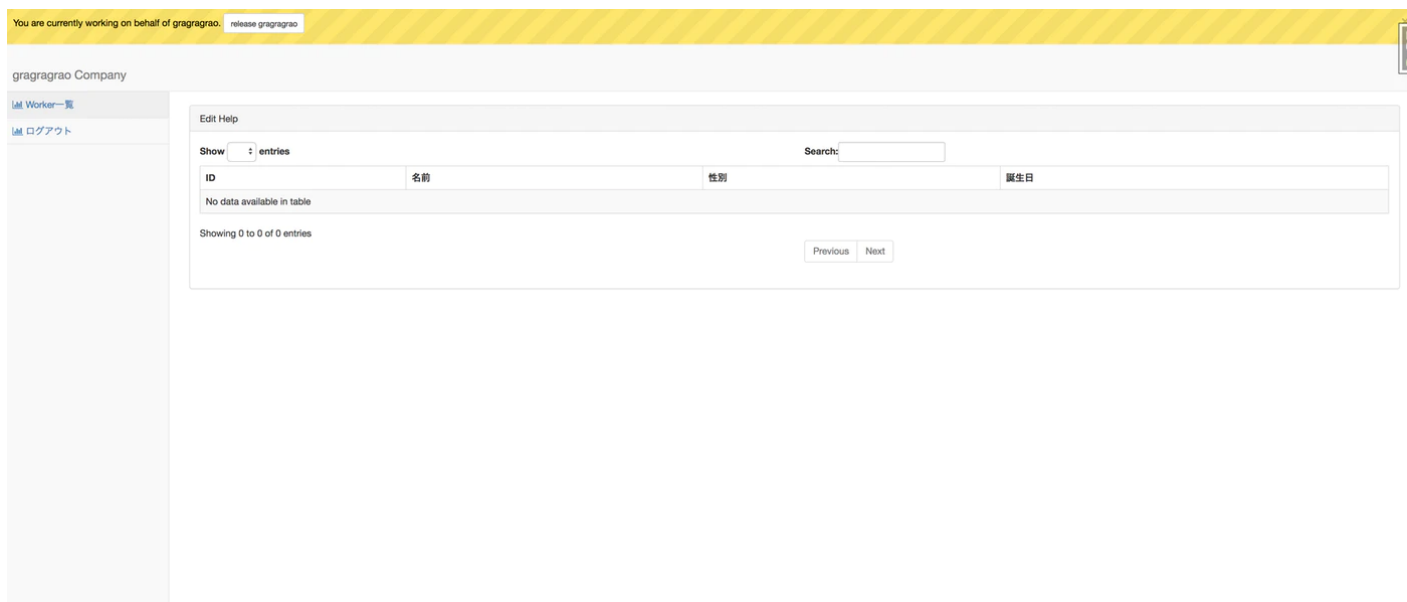 You are currently working on behalf of gragragrao. release gragragrao
gragragrao Company
Worker一覧
ログアウト
Edit Help
Show entries Search:
ID 名前 性別 誕生日
No data available in table
Showing 0 to 0 of 0 entries
Previous Next